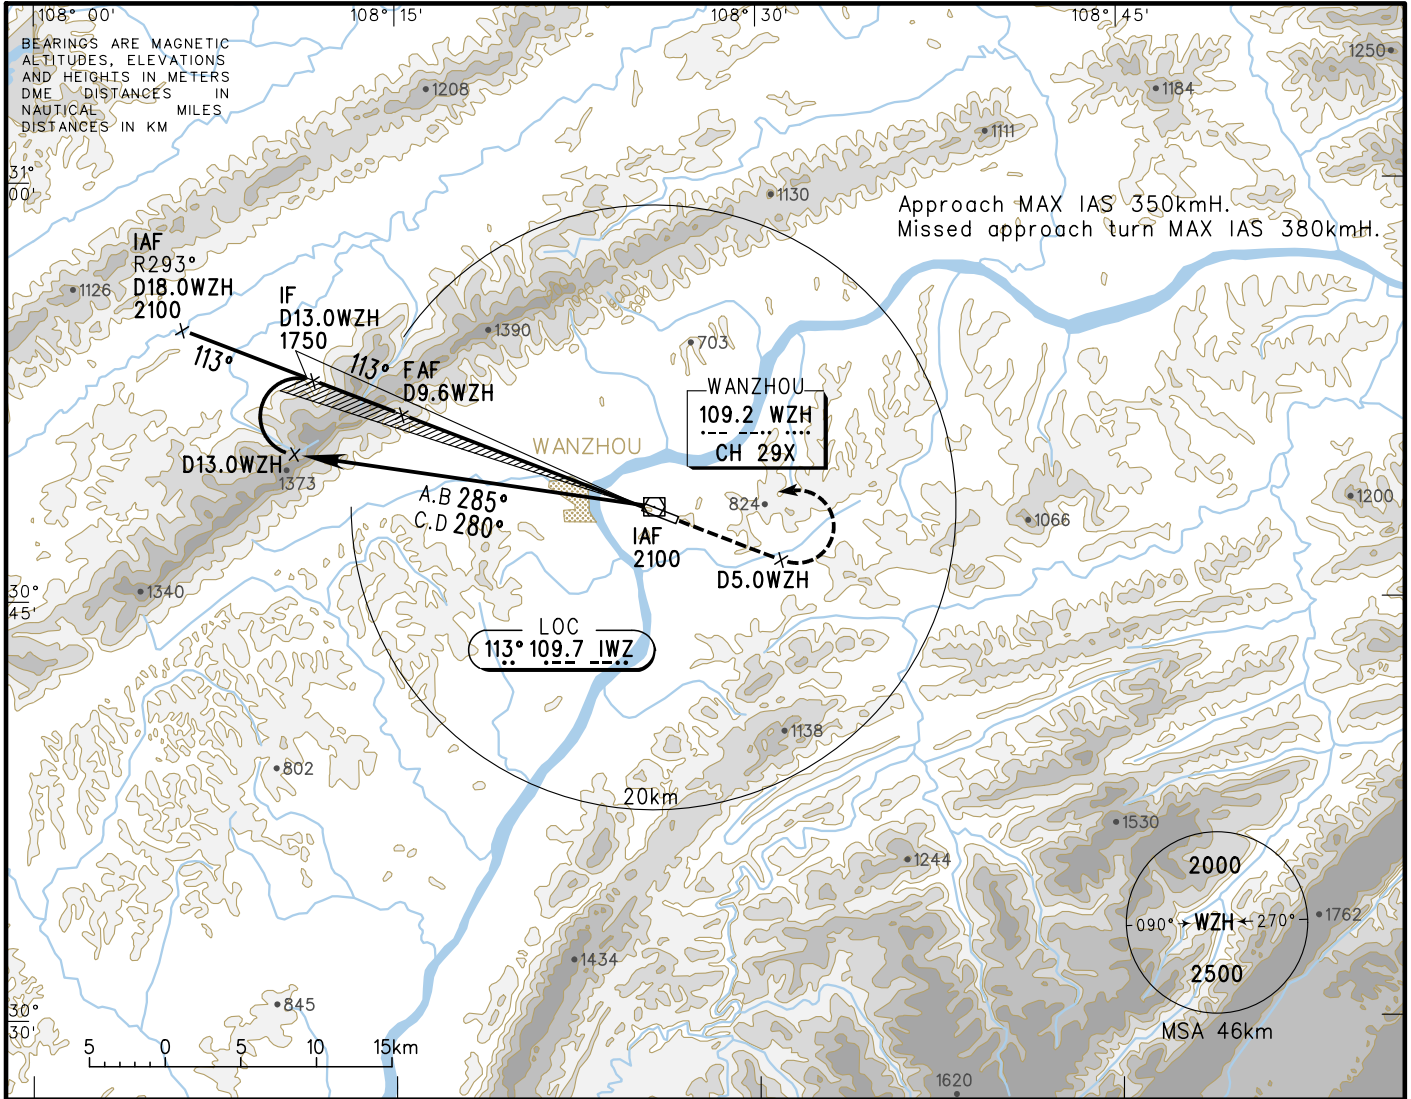 108° 00'
108° 15'
108° 30'
108° 45'
BEARINGS ARE MAGNETIC
ALTITUDES, ELEVATIONS
AND HEIGHTS IN METERS
DME DISTANCES IN
NAUTICAL MILES
DISTANCES IN KM
1250
1208
1184
1111
31°
00'
1130
Approach MAX IAS 350kmH.
Missed approach turn MAX IAS 380kmH.
IAF
R293°
D18.0WZH
2100
1126
IF
D13.0WZH
1750
1390
703
113°
113°
FAF
D9.6WZH
WANZHOU
109.2 WZH
CH 29X
WANZHOU
D13.0WZH
1373
A.B 285°
C.D 280°
824
1200
1066
IAF
2100
D5.0WZH
1340
30°
45'
LOC
113° 109.7 IWZ
1138
802
20km
1530
1244
2000
090° WZH 270°
2500
1762
MSA 46km
1434
845
30°
30'
5 0 5 10 15km
1620